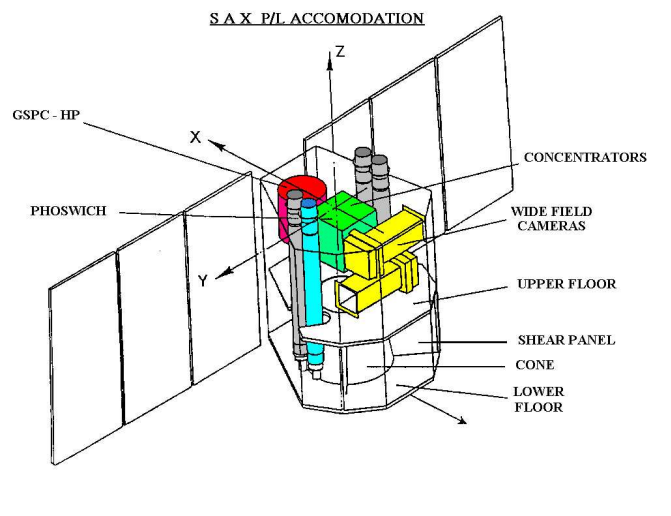 S A X P/L ACCOMODATION
Z
GSPC - HP
X
CONCENTRATORS
PHOSWICH
WIDE FIELD
CAMERAS
Y
UPPER FLOOR
SHEAR PANEL
CONE
LOWER
FLOOR